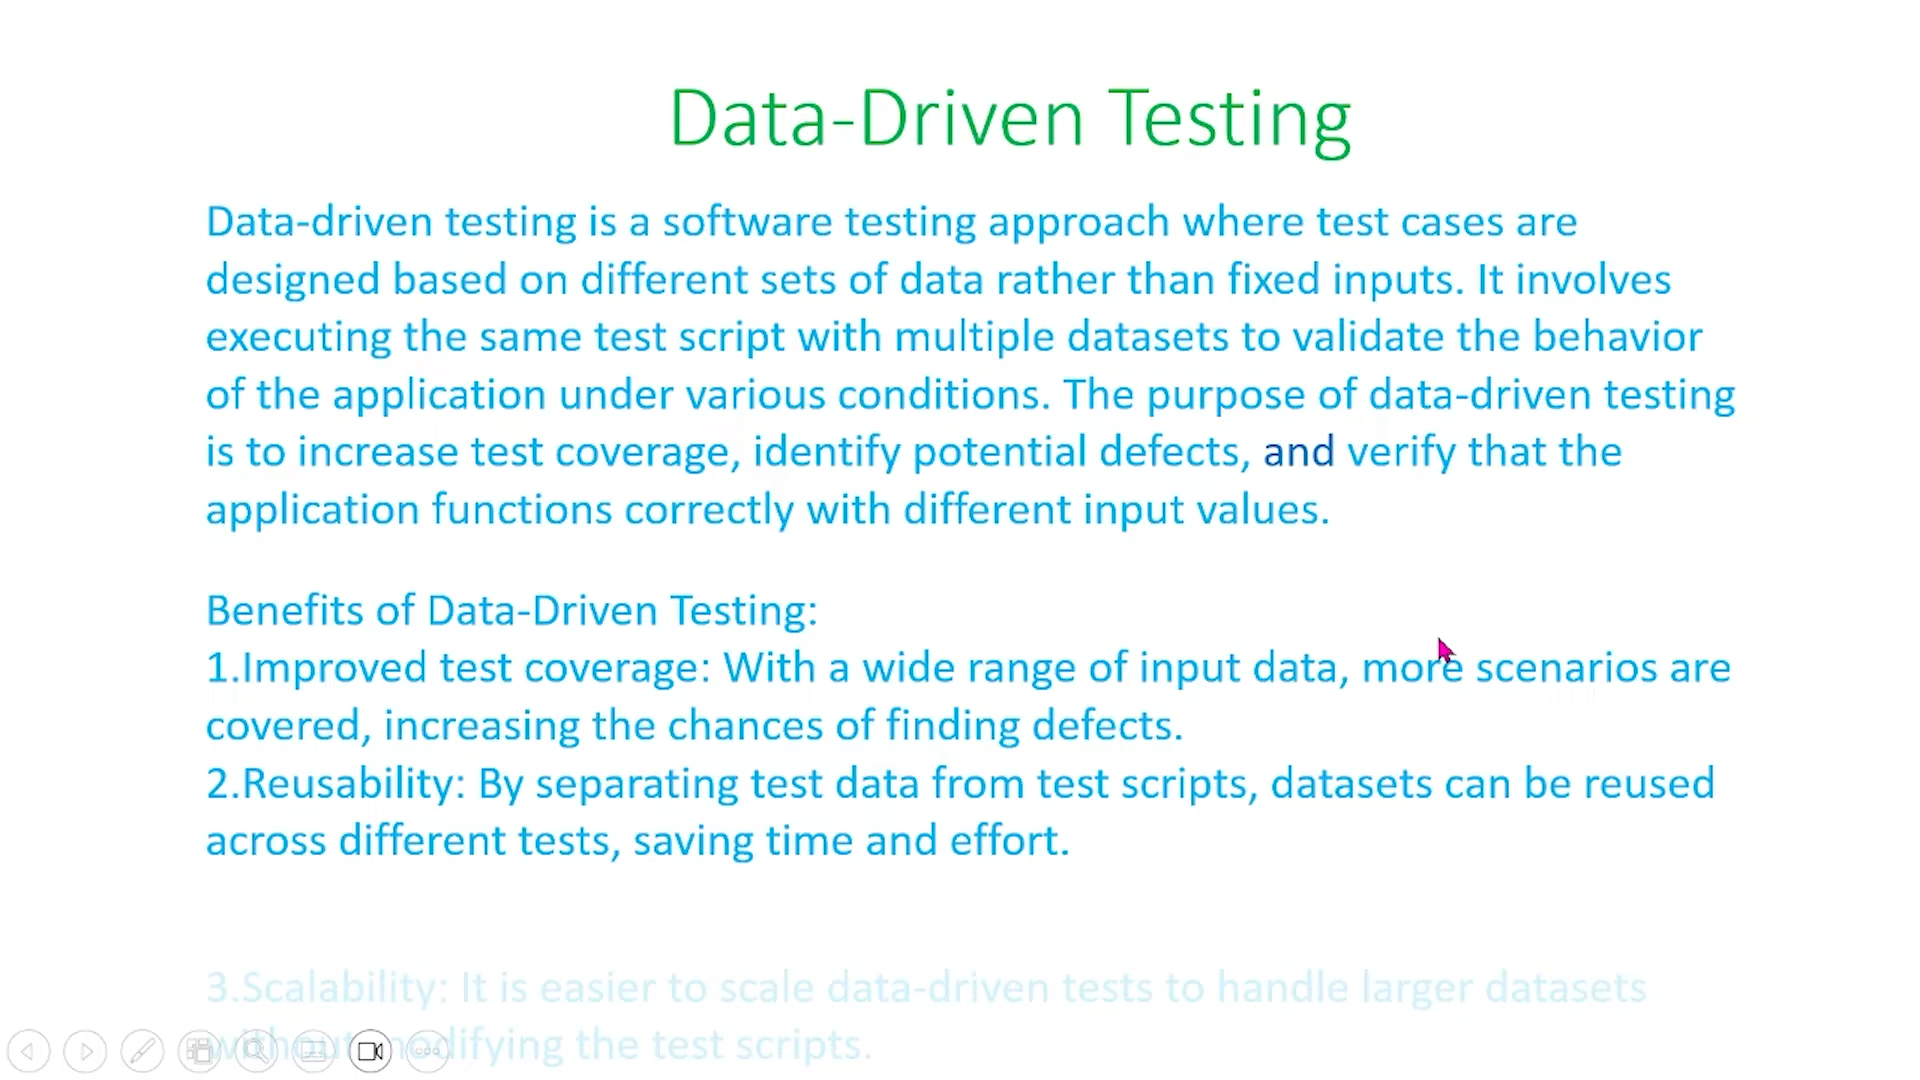 Data-Driven Testing
Data-driven testing is a software testing approach where test cases are
designed based on different sets of data rather than fixed inputs. It involves
executing the same test script with multiple datasets to validate the behavior
of the application under various conditions. The purpose of data-driven testing
is to increase test coverage, identify potential defects, and verify that the
application functions correctly with different input values.
Benefits of Data-Driven Testing:
1.Improved test coverage: With a wide range of input data, more scenarios are
covered, increasing the chances of finding defects.
2.Reusability: By separating test data from test scripts, datasets can be reused
across different tests, saving time and effort.
3.Scalability: It is easier to scale data-driven tests to handle larger datasets
without modifying the test scripts.